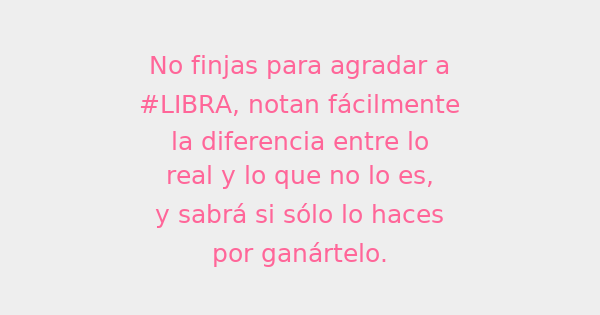 No finjas para agradar a
#LIBRA, notan fácilmente
la diferencia entre lo
real y lo que no lo es,
y sabrá si sólo lo haces
por ganártelo.